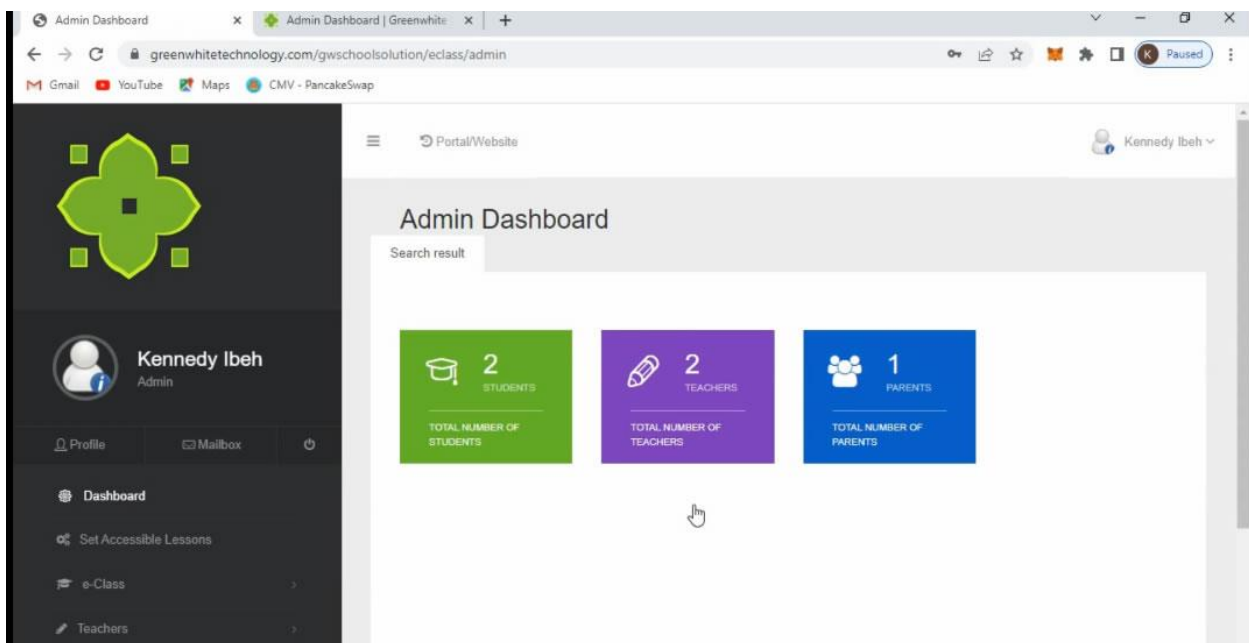 Admin Dashboard
Admin Dashboard | Greenwhite
greenwhitetechnology.com/gwschoolsolution/eclass/admin
K Paused
Gmail YouTube Maps CMV - PancakeSwap
Portal/Website
Kennedy Ibeh
Admin Dashboard
Search result
2
STUDENTS
TOTAL NUMBER OF
STUDENTS
2
TEACHERS
TOTAL NUMBER OF
TEACHERS
1
PARENTS
TOTAL NUMBER OF
PARENTS
Kennedy Ibeh
Admin
Profile Mailbox
Dashboard
Set Accessible Lessons
e-Class
Teachers